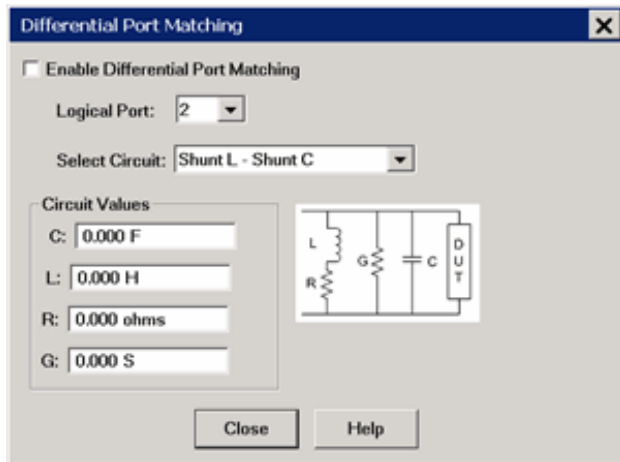 Differential Port Matching
Enable Differential Port Matching
Logical Port: 2
Select Circuit: Shunt L - Shunt C
Circuit Values
C: 0.000 F
L: 0.000 H
R: 0.000 ohms
G: 0.000 S
L
R
G
C
DUT
Close Help